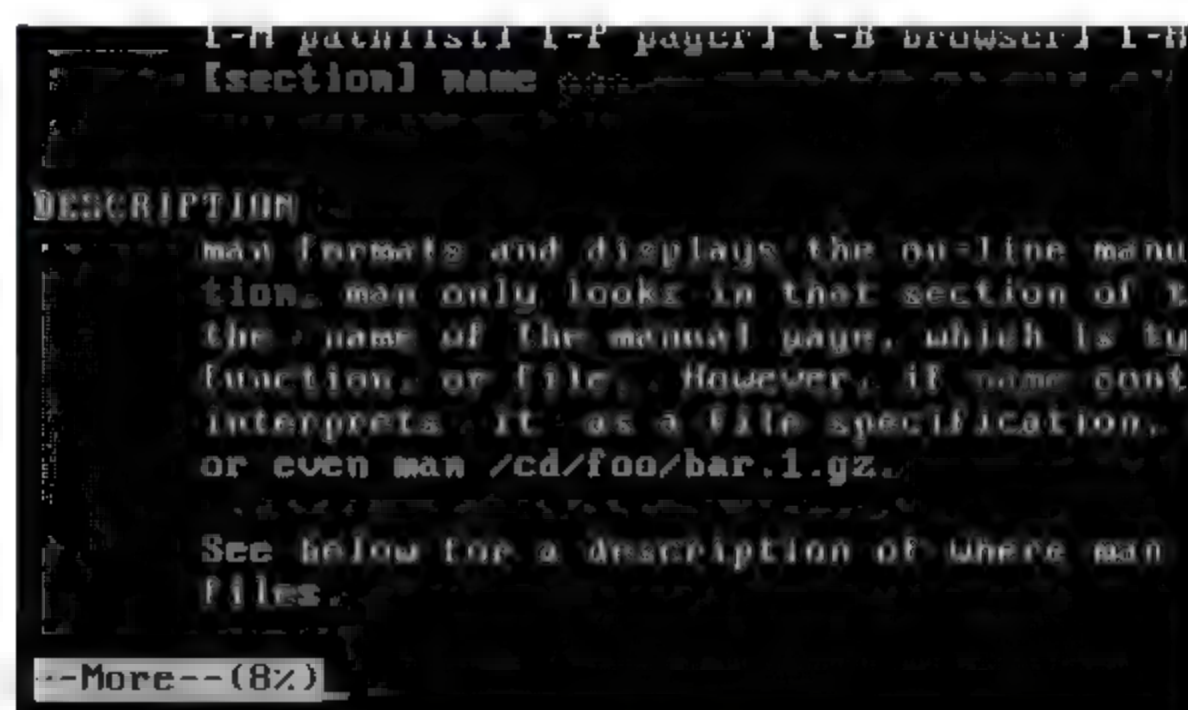 [-M pathlist] [-P pager] [-B browser] [-H
[section] name
DESCRIPTION
man formats and displays the on-line manu
tion, man only looks in that section of t
the name of the manual page, which is ty
function, or file. However, if name cont
interprets it as a file specification,
or even man /cd/foo/bar.1.gz.
See below for a description of where man
files.
--More--(8%)